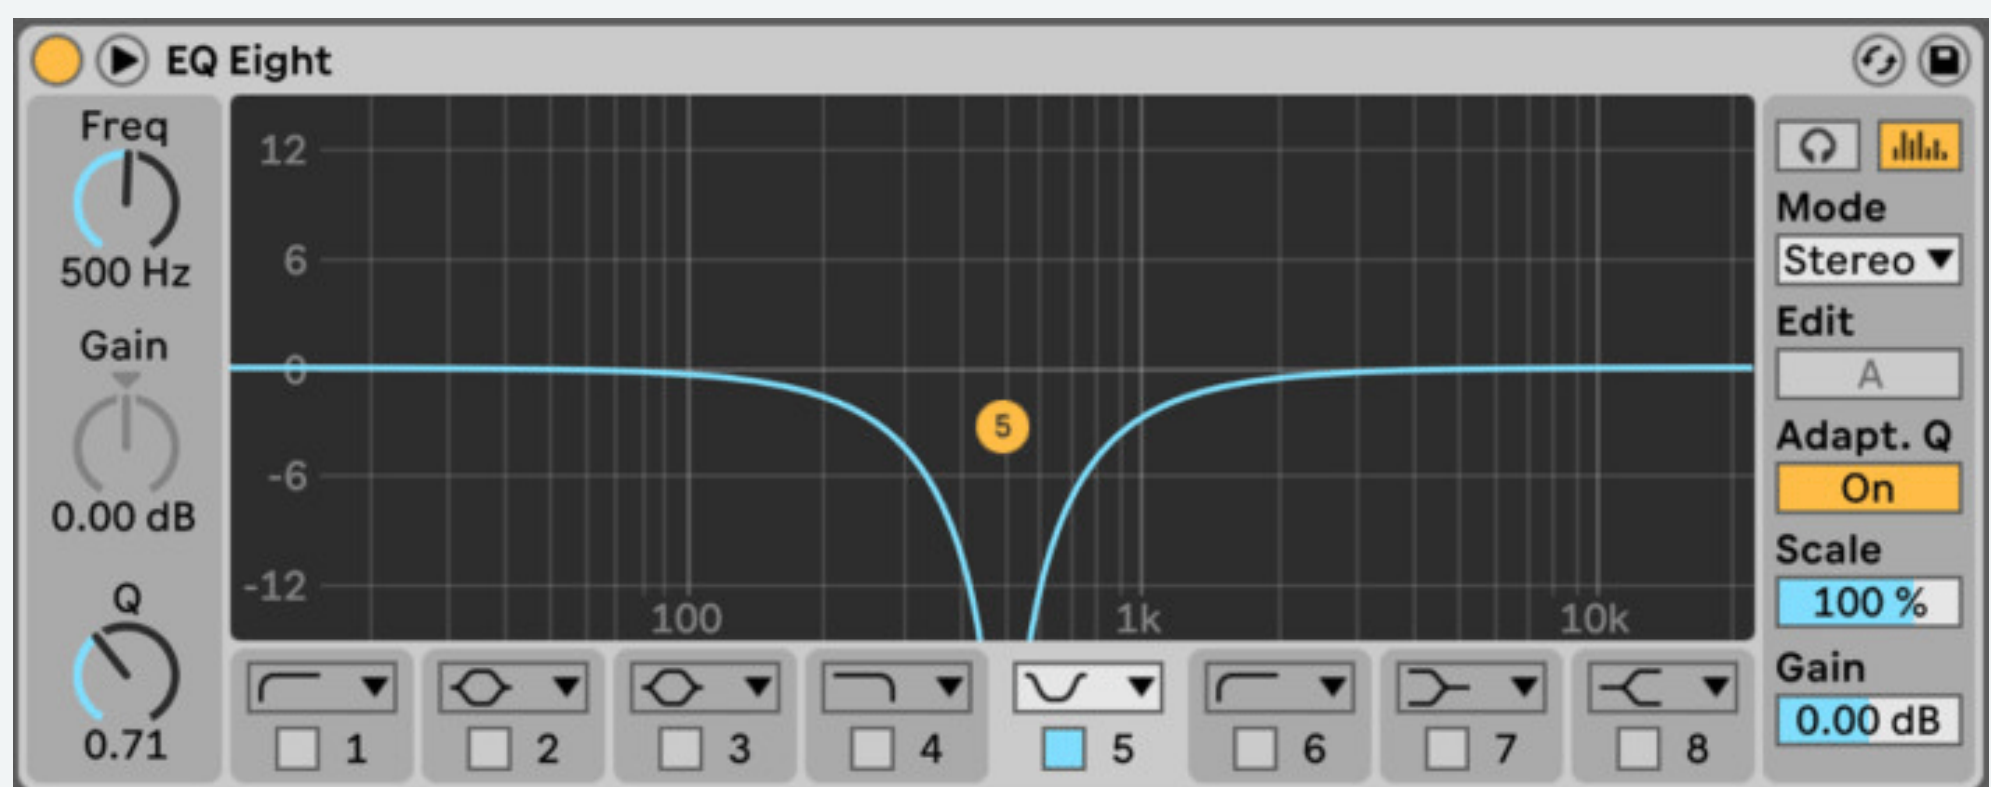 EQ Eight
Freq
500 Hz
Gain
0.00 dB
Q
0.71
12
6
0
-6
-12
100 1k 10k
5
1 2 3 4 5 6 7 8
Mode
Stereo
Edit
A
Adapt. Q
On
Scale
100 %
Gain
0.00 dB